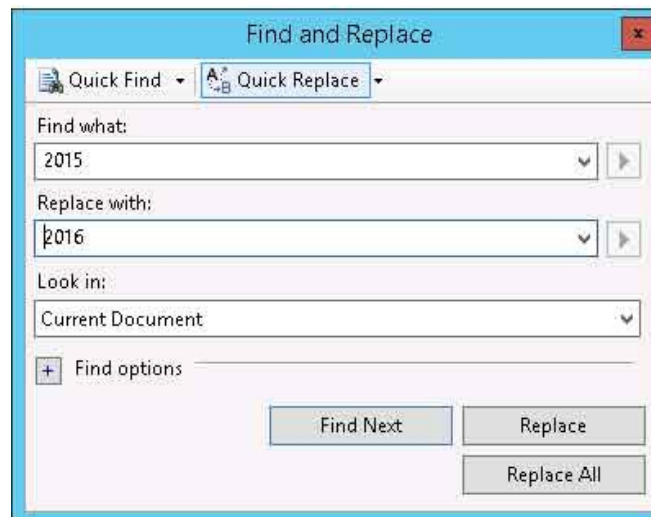 Find and Replace
x
Quick Find
Quick Replace
Find what:
2015
Replace with:
2016
Look in:
Current Document
+ Find options
Find Next
Replace
Replace All